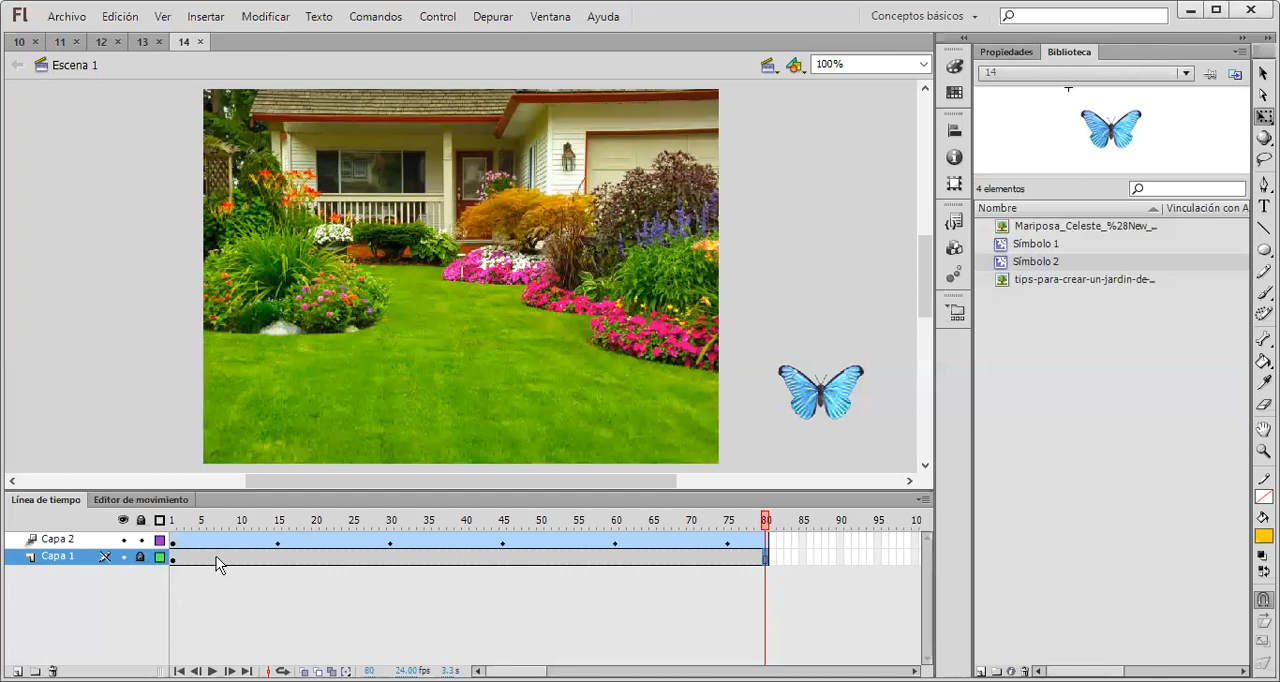 Fl Archivo Edición Ver Insertar Modificar Texto Comandos Control Depurar Ventana Ayuda Conceptos básicos
10 × 11 × 12 × 13 × 14 ×
Escena 1 100%
Propiedades Biblioteca
14
4 elementos
Nombre Vinculación con A
Mariposa_Celeste_%28New_...
Símbolo 1
Símbolo 2
tips-para-crear-un-jardin-de-...
Línea de tiempo Editor de movimiento
1 5 10 15 20 25 30 35 40 45 50 55 60 65 70 75 80 85 90 95 10
Capa 2
Capa 1
80 24.00 fps 3.3 s